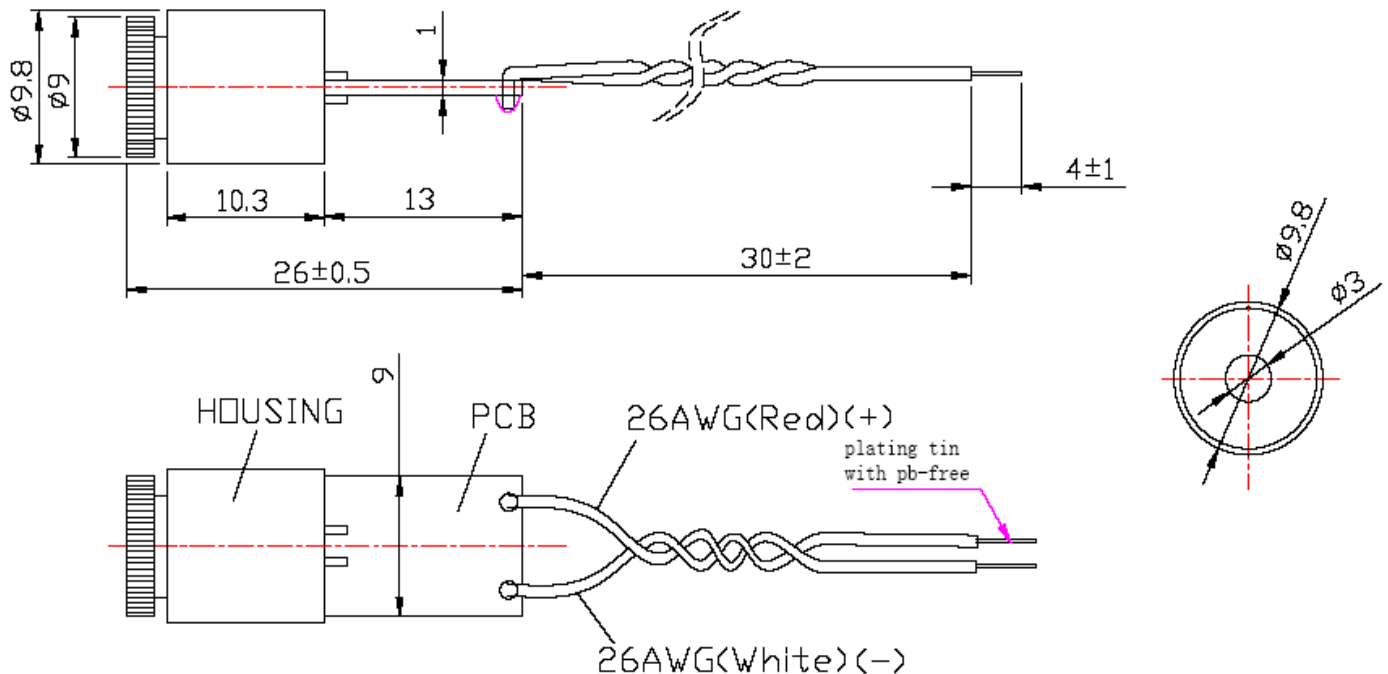 1
Ø9.8
Ø9
4±1
10.3
13
26±0.5
30±2
Ø9.8
Ø3
9
HOUSING
PCB
26AWG(Red)(+)
plating tin
with pb-free
26AWG(White)(-)